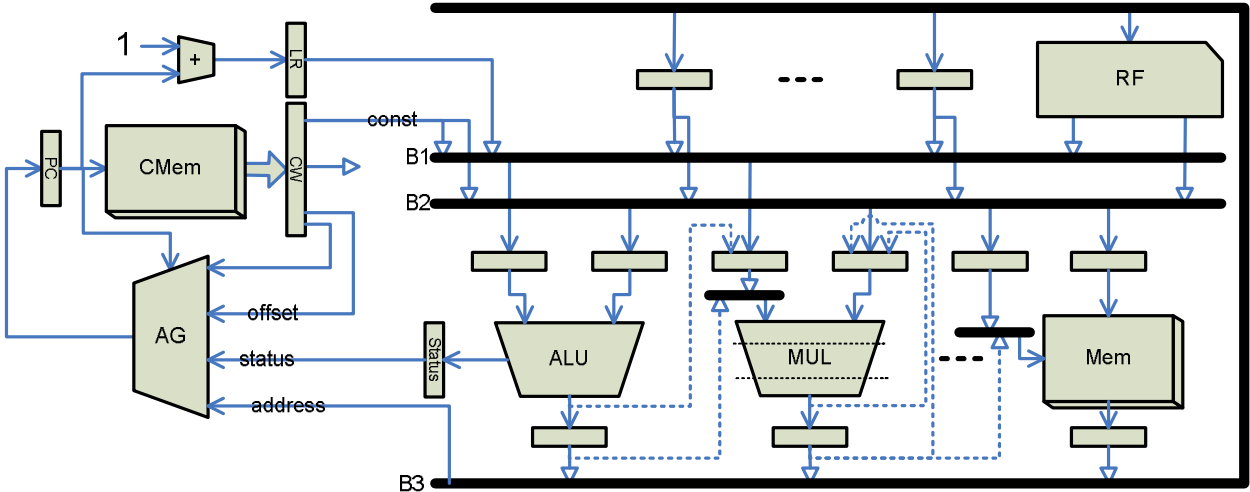 1
+
LR
RF
const
PC
CMem
CW
B1
B2
offset
AG
status
Status
ALU
MUL
Mem
address
B3